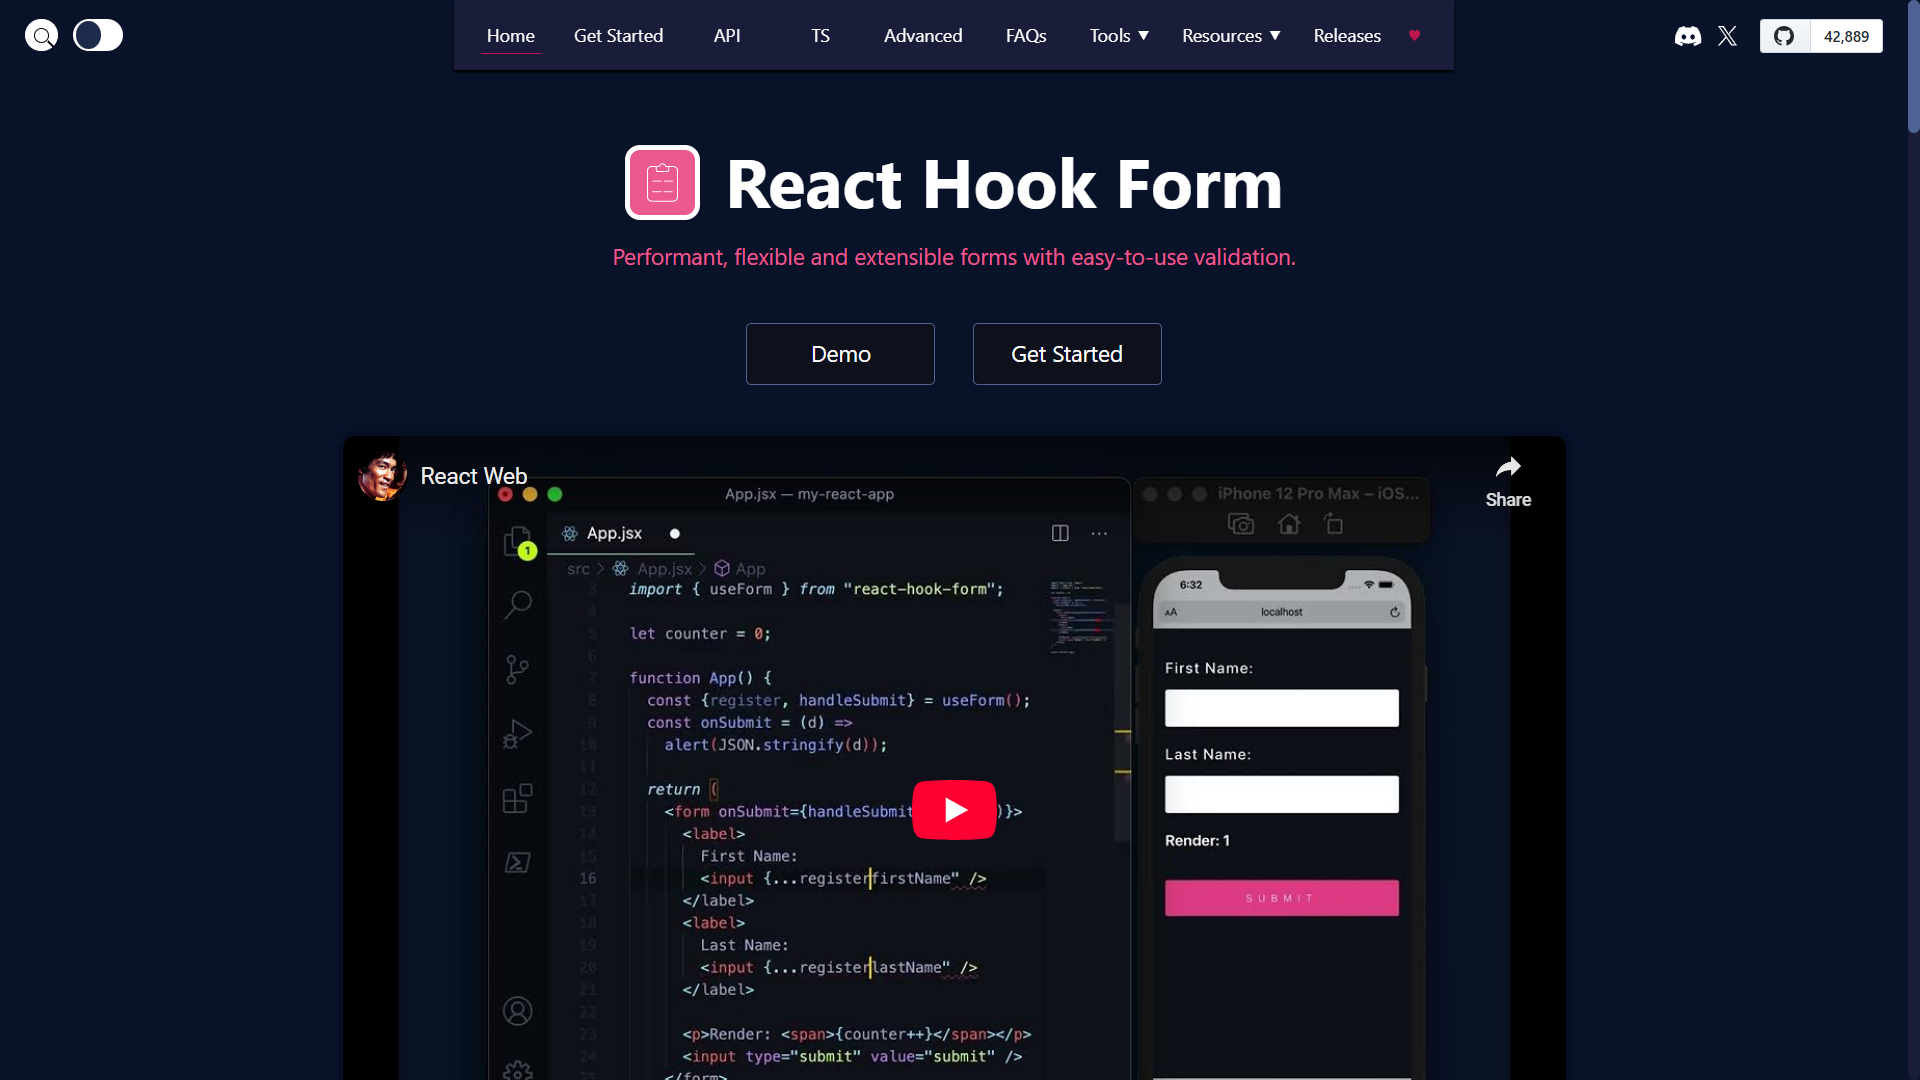 Home
Get Started
API
TS
Advanced
FAQs
Tools ▼
Resources ▼
Releases
42,889
React Hook Form
Performant, flexible and extensible forms with easy-to-use validation.
Demo
Get Started
React Web
Share
App.jsx — my-react-app
App.jsx
1
src > App.jsx > App
3 import { useForm } from "react-hook-form";
4
5 let counter = 0;
6
7 function App() {
8 const {register, handleSubmit} = useForm();
9 const onSubmit = (d) =>
10 alert(JSON.stringify(d));
11
12 return (
13 <form onSubmit={handleSubmit )}>
14 <label>
15 First Name:
16 <input {...registerfirstName" />
17 </label>
18 <label>
19 Last Name:
20 <input {...registerlastName" />
21 </label>
22
23 <p>Render: <span>{counter++}</span></p>
24 <input type="submit" value="submit" />
25 </form>
iPhone 12 Pro Max – iOS...
6:32
AA
localhost
First Name:
Last Name:
Render: 1
SUBMIT